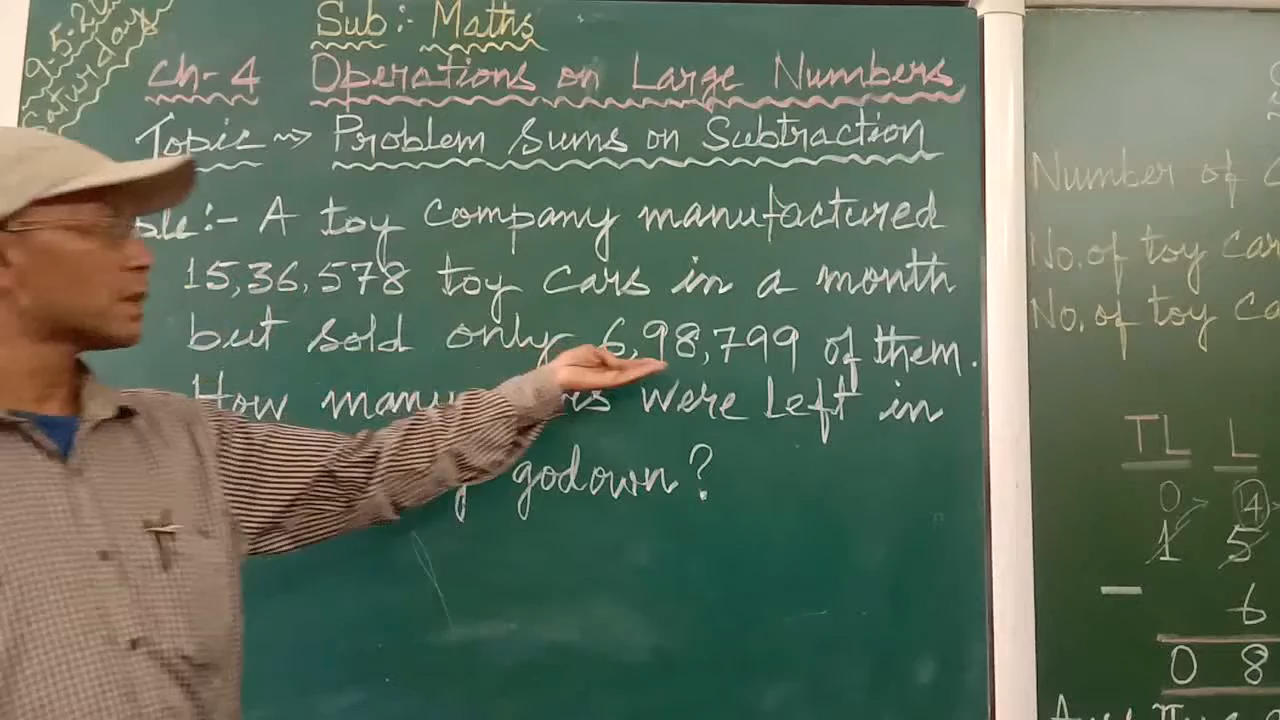 9-5-20
Saturday
Sub:- Maths
Ch-4 Operations on Large Numbers
Topic ⇝ Problem Sums on Subtraction
ple:- A toy company manufactured
15,36,578 toy cars in a month
but sold only 6,98,799 of them.
How many were left in
godown?
Number of
No. of toy car
No. of toy ca
TL L
0 4
1 5
- 6
0 8